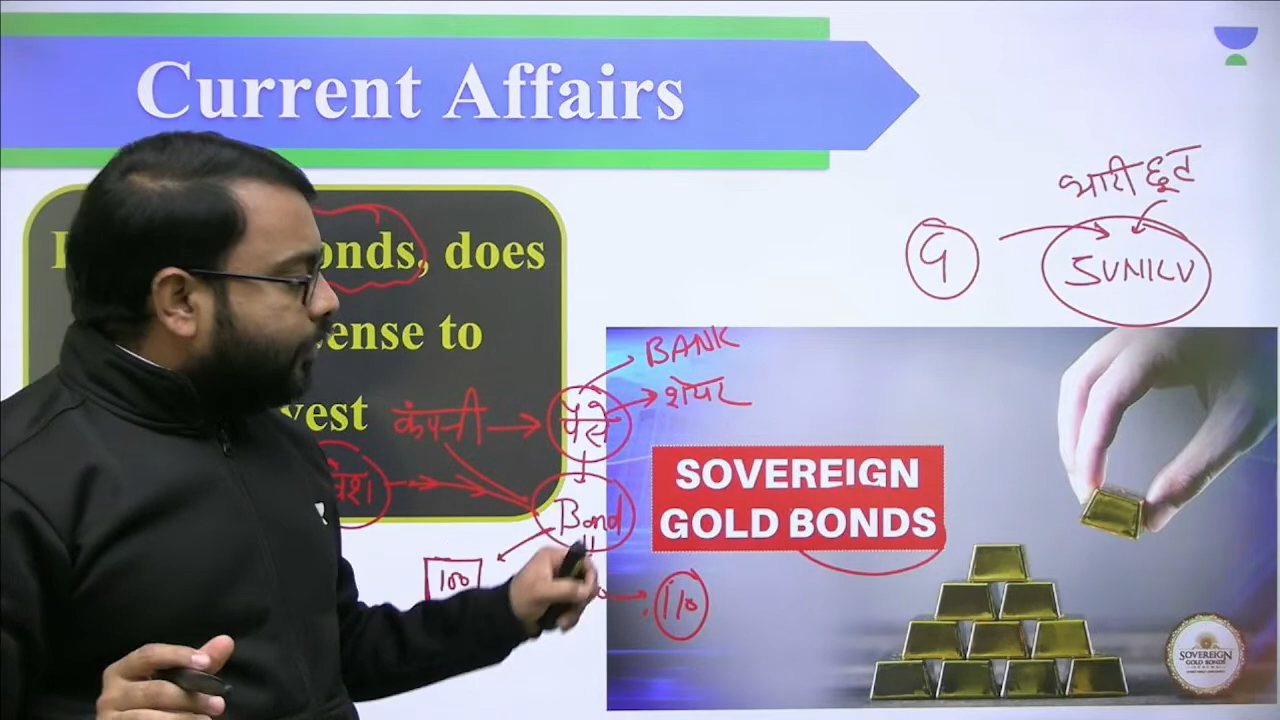 Current Affairs
भारी छूट
9
SUNILU
onds, does
ense to
vest
कंपनी
पैसे
BANK
शेयर
Bond
100
110
SOVEREIGN
GOLD BONDS
SOVEREIGN
GOLD BONDS